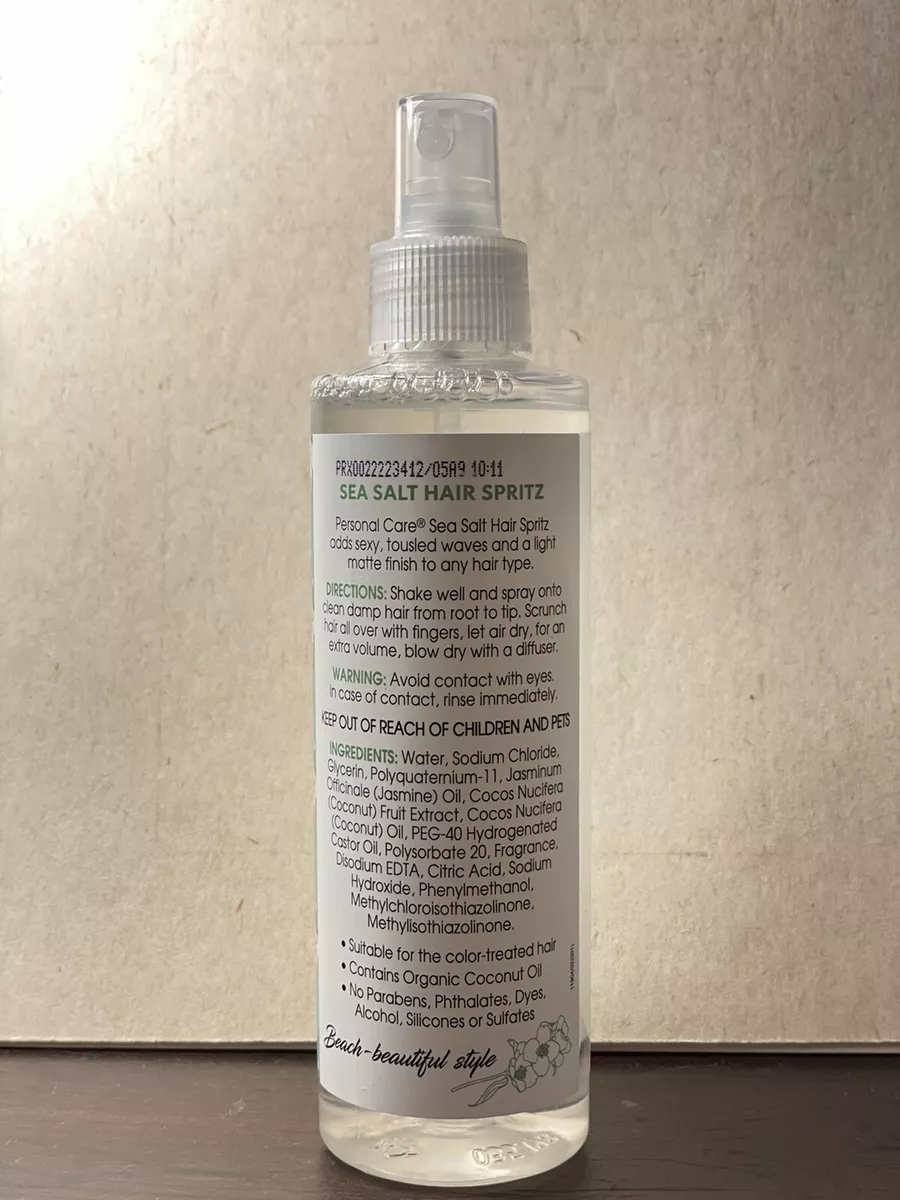 PRX0022223412/05A9 10:11
SEA SALT HAIR SPRITZ
Personal Care® Sea Salt Hair Spritz
adds sexy, tousled waves and a light
matte finish to any hair type.
DIRECTIONS: Shake well and spray onto
clean damp hair from root to tip. Scrunch
hair all over with fingers, let air dry, for an
extra volume, blow dry with a diffuser.
WARNING: Avoid contact with eyes.
In case of contact, rinse immediately.
KEEP OUT OF REACH OF CHILDREN AND PETS
INGREDIENTS: Water, Sodium Chloride,
Glycerin, Polyquaternium-11, Jasminum
Officinale (Jasmine) Oil, Cocos Nucifera
(Coconut) Fruit Extract, Cocos Nucifera
(Coconut) Oil, PEG-40 Hydrogenated
Castor Oil, Polysorbate 20, Fragrance,
Disodium EDTA, Citric Acid, Sodium
Hydroxide, Phenylmethanol,
Methylchloroisothiazolinone,
Methylisothiazolinone.
• Suitable for the color-treated hair
• Contains Organic Coconut Oil
• No Parabens, Phthalates, Dyes,
Alcohol, Silicones or Sulfates
Beach-beautiful style